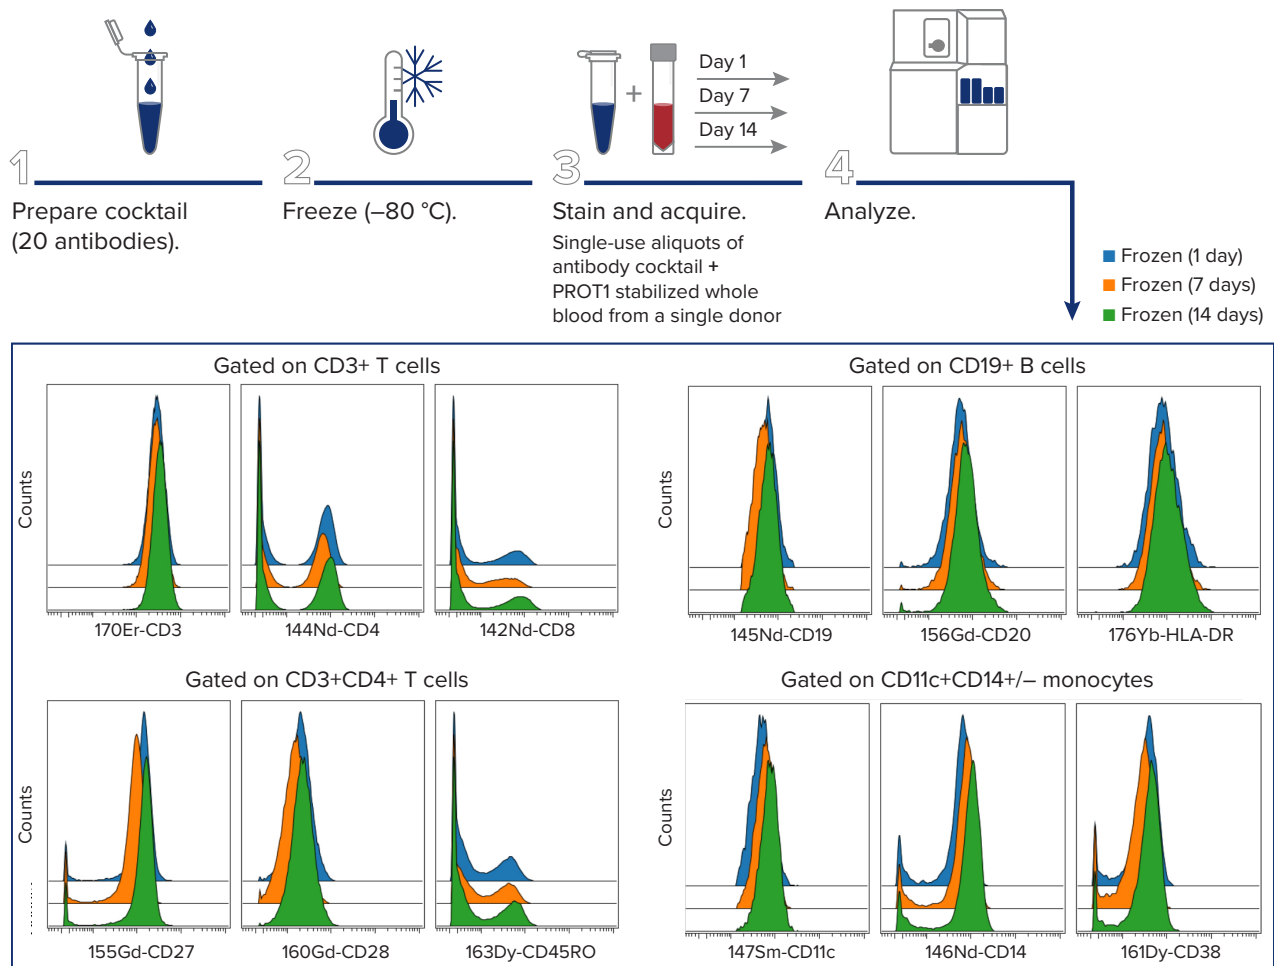 Day 1
Day 7
Day 14
1
2
3
4
Prepare cocktail
(20 antibodies).
Freeze (–80 °C).
Stain and acquire.
Single-use aliquots of
antibody cocktail +
PROT1 stabilized whole
blood from a single donor
Analyze.
Frozen (1 day)
Frozen (7 days)
Frozen (14 days)
Gated on CD3+ T cells
Counts
170Er-CD3
144Nd-CD4
142Nd-CD8
Gated on CD19+ B cells
Counts
145Nd-CD19
156Gd-CD20
176Yb-HLA-DR
Gated on CD3+CD4+ T cells
Counts
155Gd-CD27
160Gd-CD28
163Dy-CD45RO
Gated on CD11c+CD14+/– monocytes
Counts
147Sm-CD11c
146Nd-CD14
161Dy-CD38